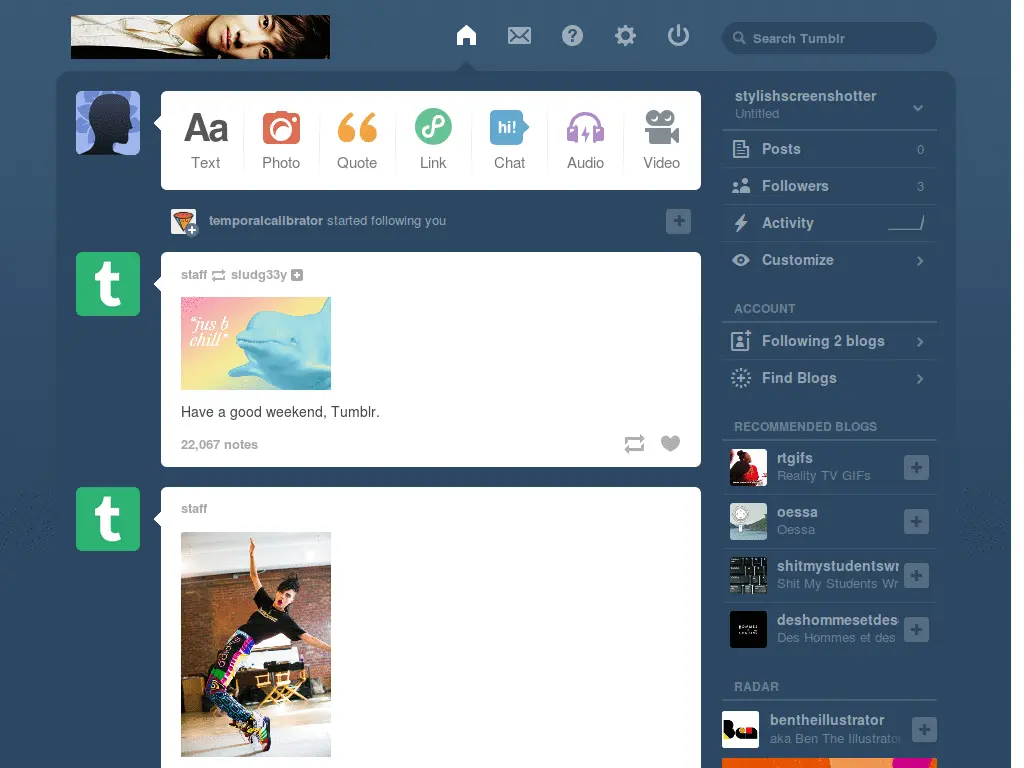 Search Tumblr
Aa
hi!
Text
Photo
Quote
Link
Chat
Audio
Video
temporalcalibrator started following you
t
staff sludg33y
"jus b
chill"
Have a good weekend, Tumblr.
22,067 notes
t
staff
adidas
stylishscreenshotter
Untitled
Posts 0
Followers 3
Activity
Customize
ACCOUNT
Following 2 blogs
Find Blogs
RECOMMENDED BLOGS
rtgifs
Reality TV GIFs
oessa
Oessa
shitmystudentswr
Shit My Students Wr
deshommesetdes
Des Hommes et des
RADAR
Ben
bentheillustrator
aka Ben The Illustrato